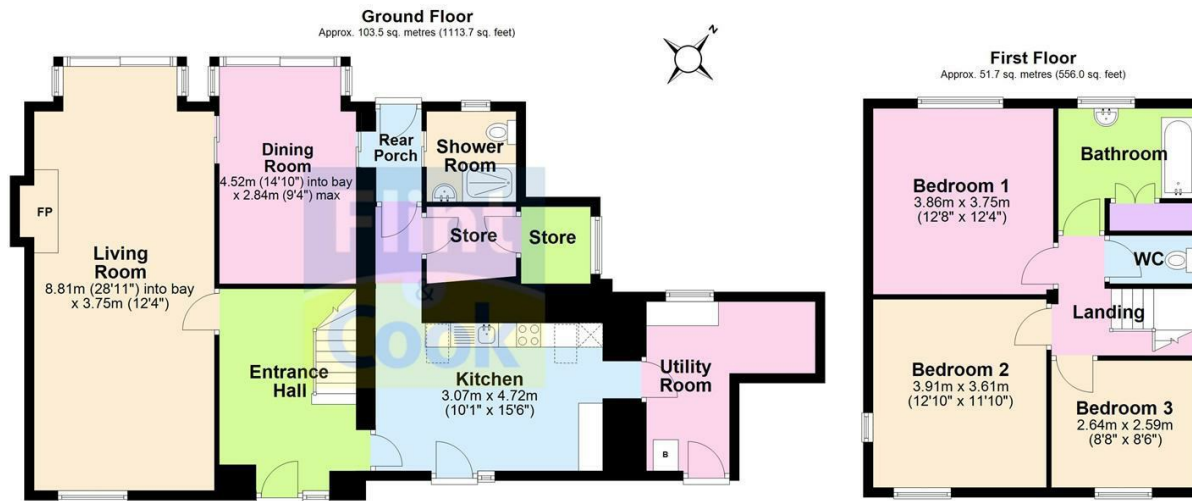 Ground Floor
Approx. 103.5 sq. metres (1113.7 sq. feet)
N
First Floor
Approx. 51.7 sq. metres (556.0 sq. feet)
Dining
Room
4.52m (14'10") into bay
x 2.84m (9'4") max
Rear
Porch
Shower
Room
FP
Living
Room
8.81m (28'11") into bay
x 3.75m (12'4")
Store
Store
Entrance
Hall
Kitchen
3.07m x 4.72m
(10'1" x 15'6")
Utility
Room
B
Flint
&
Cook
Bedroom 1
3.86m x 3.75m
(12'8" x 12'4")
Bathroom
WC
Landing
Bedroom 2
3.91m x 3.61m
(12'10" x 11'10")
Bedroom 3
2.64m x 2.59m
(8'8" x 8'6")